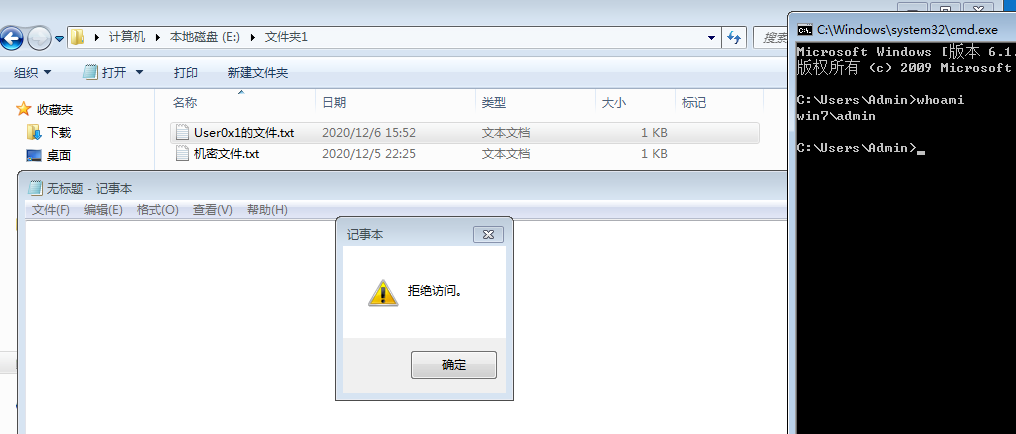 计算机 本地磁盘 (E:) 文件夹1
搜索
组织 打开 打印 新建文件夹
名称 日期 类型 大小 标记
收藏夹
下载
桌面
User0x1的文件.txt 2020/12/6 15:52 文本文档 1 KB
机密文件.txt 2020/12/5 22:25 文本文档 1 KB
无标题 - 记事本
文件(F) 编辑(E) 格式(O) 查看(V) 帮助(H)
记事本
拒绝访问。
确定
C:\Windows\system32\cmd.exe
Microsoft Windows [版本 6.1.
版权所有 (c) 2009 Microsoft
C:\Users\Admin>whoami
win7\admin
C:\Users\Admin>